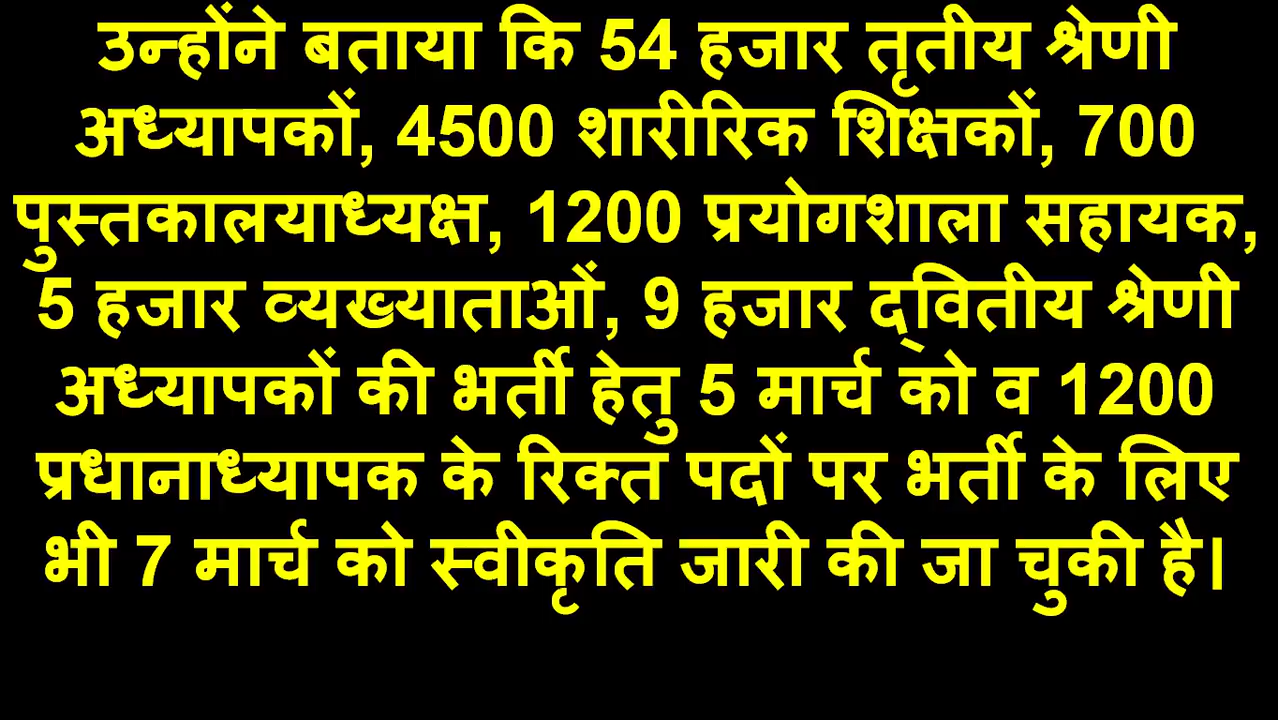 उन्होंने बताया कि 54 हजार तृतीय श्रेणी
अध्यापकों, 4500 शारीरिक शिक्षकों, 700
पुस्तकालयाध्यक्ष, 1200 प्रयोगशाला सहायक,
5 हजार व्यख्याताओं, 9 हजार द्वितीय श्रेणी
अध्यापकों की भर्ती हेतु 5 मार्च को व 1200
प्रधानाध्यापक के रिक्त पदों पर भर्ती के लिए
भी 7 मार्च को स्वीकृति जारी की जा चुकी है।